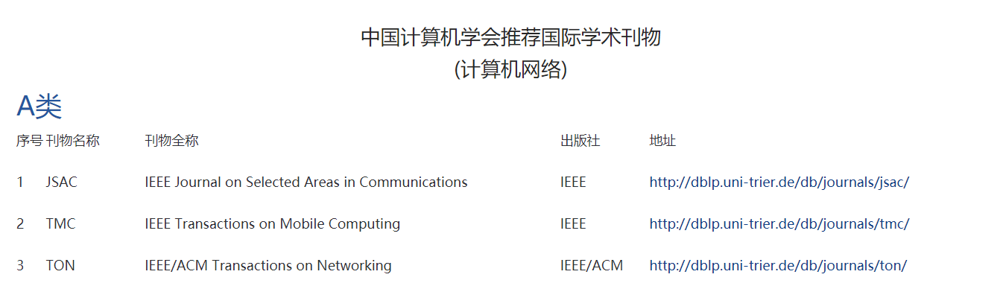 中国计算机学会推荐国际学术刊物
(计算机网络)
A类
序号 刊物名称 刊物全称 出版社 地址
1 JSAC IEEE Journal on Selected Areas in Communications IEEE http://dblp.uni-trier.de/db/journals/jsac/
2 TMC IEEE Transactions on Mobile Computing IEEE http://dblp.uni-trier.de/db/journals/tmc/
3 TON IEEE/ACM Transactions on Networking IEEE/ACM http://dblp.uni-trier.de/db/journals/ton/